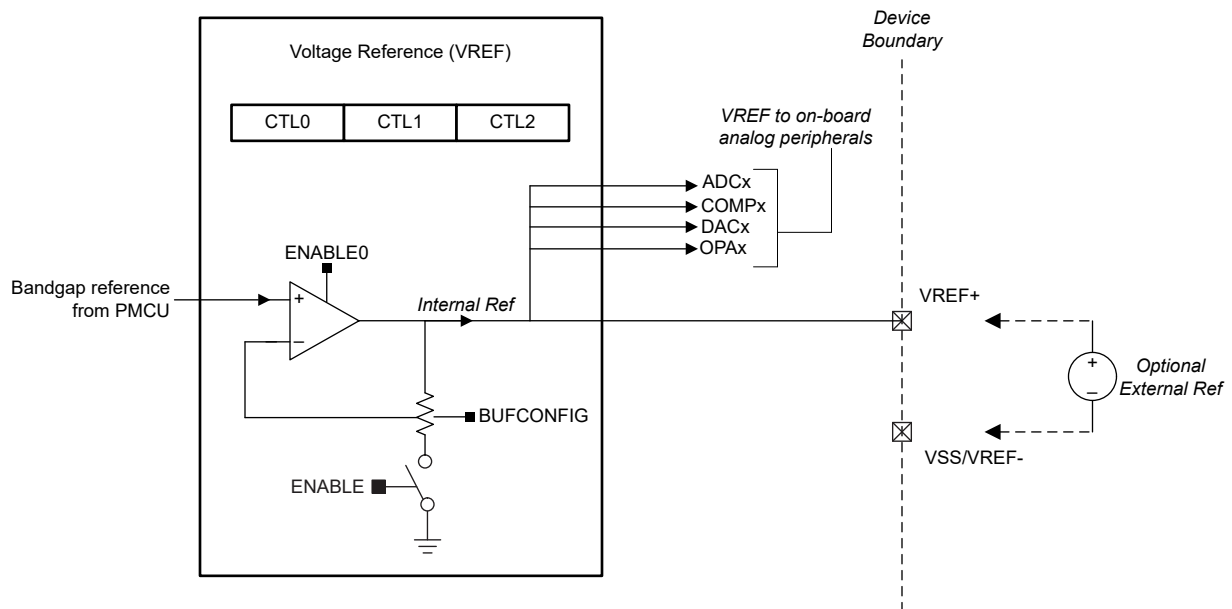 Device
Boundary
Voltage Reference (VREF)
CTL0
CTL1
CTL2
VREF to on-board
analog peripherals
ADCx
COMPx
DACx
OPAx
ENABLE0
Bandgap reference
from PMCU
+
−
Internal Ref
VREF+
+
−
Optional
External Ref
BUFCONFIG
VSS/VREF-
ENABLE